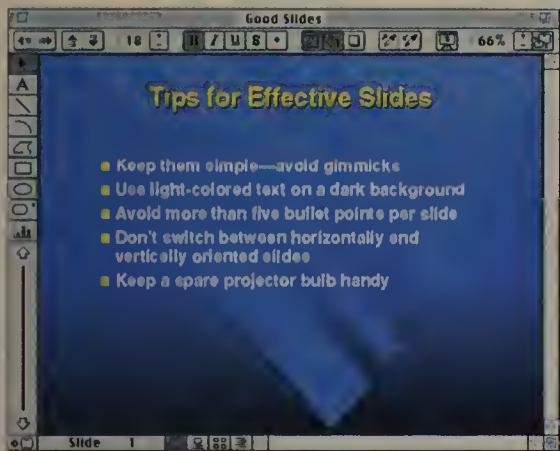 Good Slides
18 B I U S 66%
A
Tips for Effective Slides
Keep them simple—avoid gimmicks
Use light-colored text on a dark background
Avoid more than five bullet points per slide
Don't switch between horizontally and
vertically oriented slides
Keep a spare projector bulb handy
Slide 1